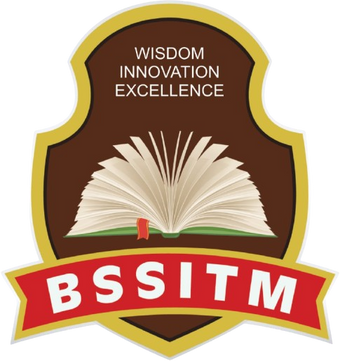 WISDOM
INNOVATION
EXCELLENCE
BSSITM